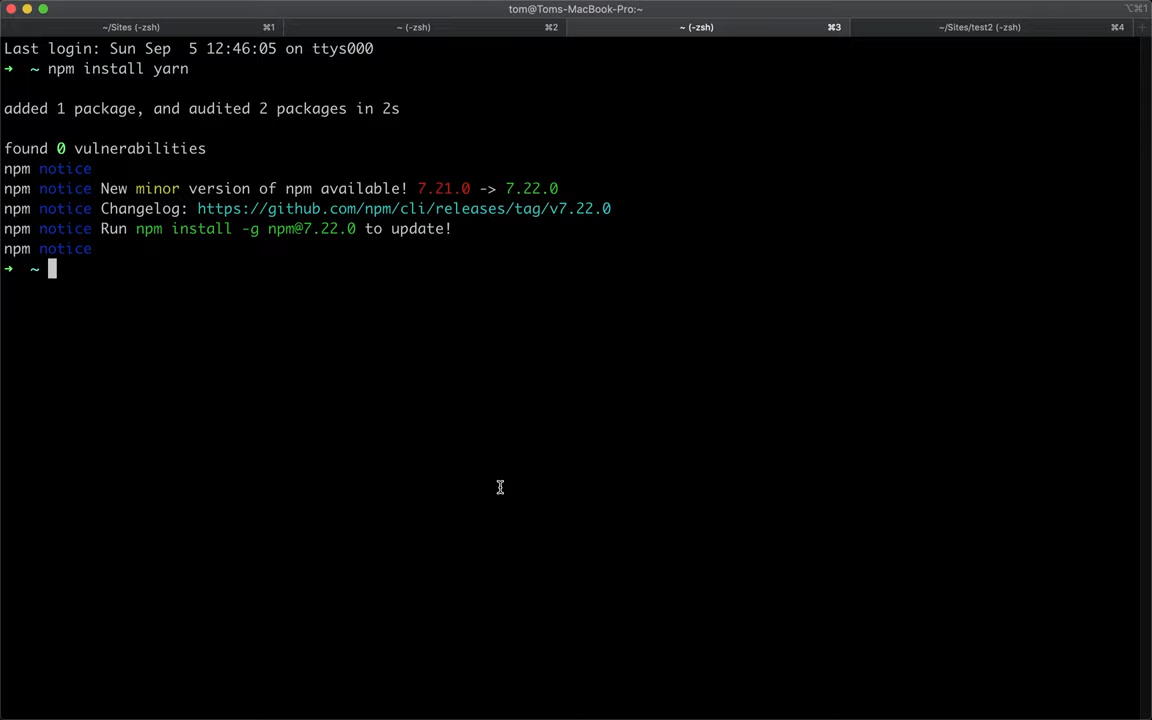 tom@Toms-MacBook-Pro:~
⌥⌘1
~/Sites (-zsh) ⌘1 ~ (-zsh) ⌘2 ~ (-zsh) ⌘3 ~/Sites/test2 (-zsh) ⌘4 +
Last login: Sun Sep  5 12:46:05 on ttys000
➜  ~ npm install yarn
added 1 package, and audited 2 packages in 2s
found 0 vulnerabilities
npm notice
npm notice New minor version of npm available! 7.21.0 -> 7.22.0
npm notice Changelog: https://github.com/npm/cli/releases/tag/v7.22.0
npm notice Run npm install -g npm@7.22.0 to update!
npm notice
➜  ~